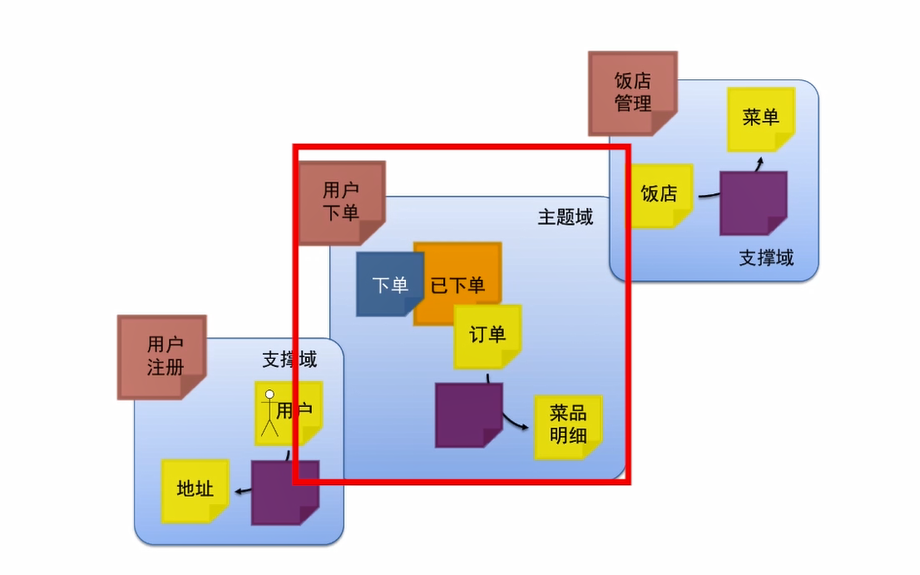 饭店
管理
菜单
饭店
支撑域
用户
下单
主题域
下单
已下单
订单
菜品
明细
用户
注册
支撑域
用户
地址